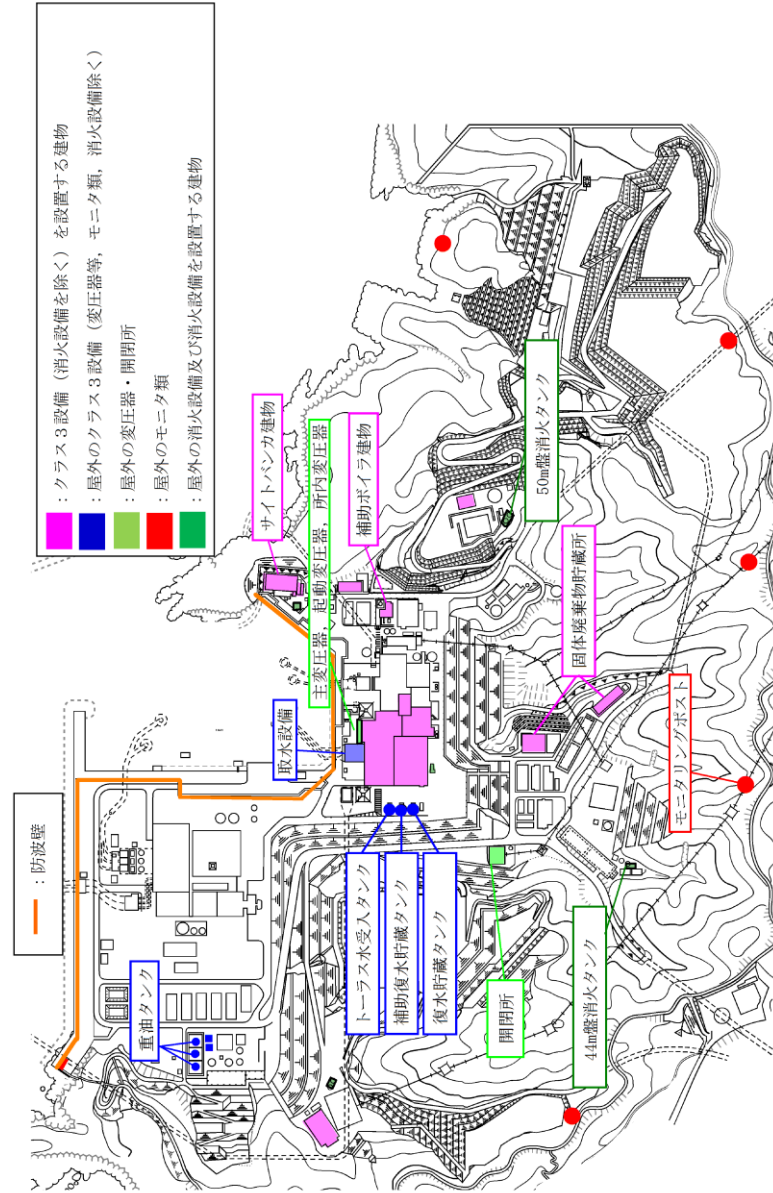 ：クラス３設備（消火設備を除く）を設置する建物
：屋外のクラス３設備（変圧器等，モニタ類，消火設備除く）
：屋外の変圧器・開閉所
：屋外のモニタ類
：屋外の消火設備及び消火設備を設置する建物
：防波壁
サイトバンカ建物
主変圧器，起動変圧器，所内変圧器
補助ボイラ建物
取水設備
50m盤消火タンク
重油タンク
トーラス水受入タンク
補助復水貯蔵タンク
復水貯蔵タンク
固体廃棄物貯蔵所
開閉所
44m盤消火タンク
モニタリングポスト